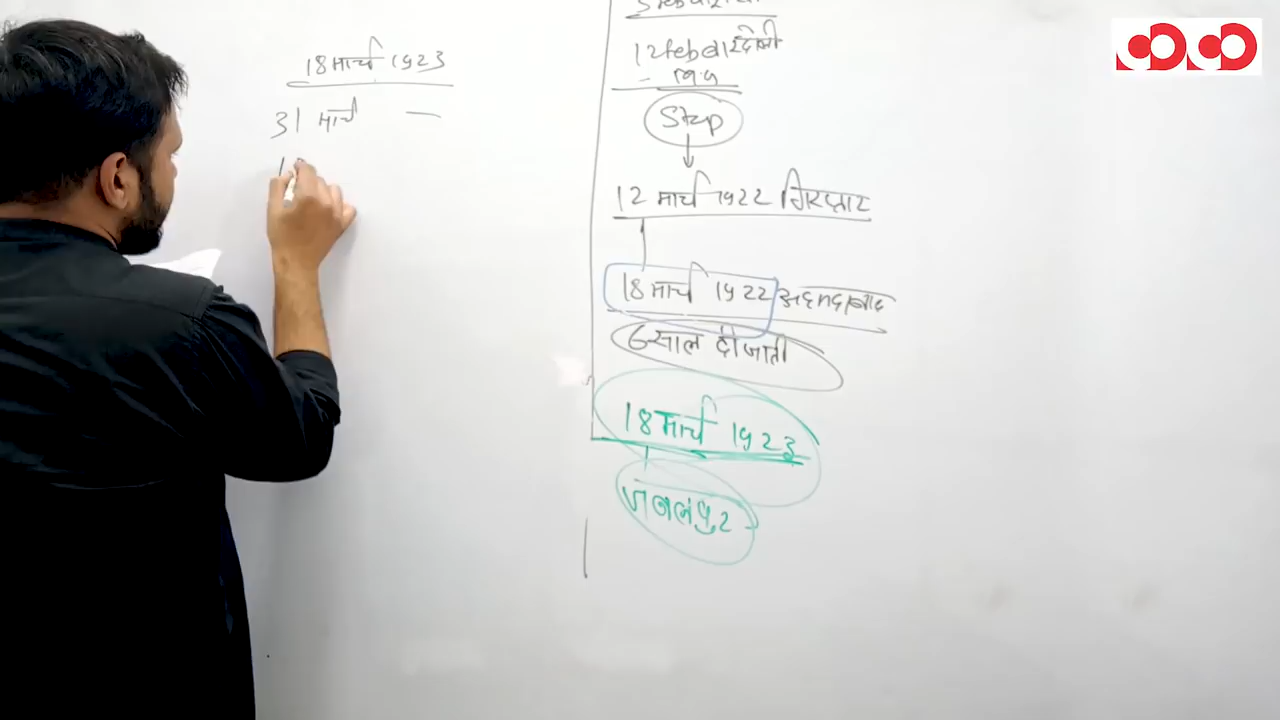 18 मार्च 1923
31 मार्च —
12 feb बारदोली
Stop
12 मार्च 1922 गिरफ्तार
18 मार्च 1922 अहमदाबाद
6 साल दी जाती
18 मार्च 1923
जबलपुर